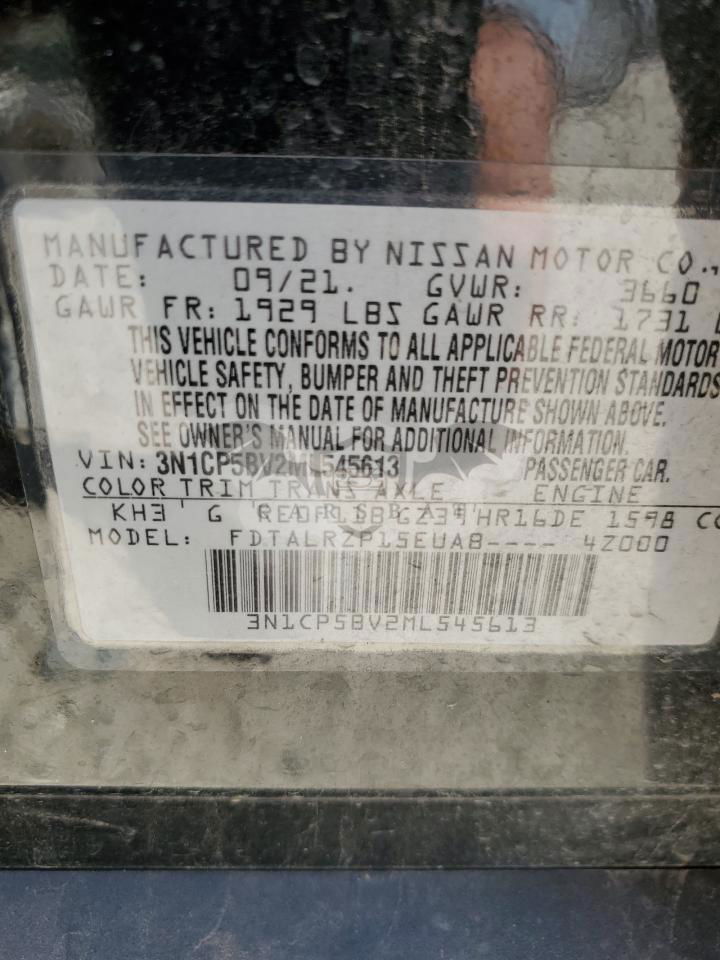 MANUFACTURED BY NISSAN MOTOR CO.,
DATE: 09/21. GVWR: 3660
GAWR FR: 1929 LBS GAWR RR: 1731
THIS VEHICLE CONFORMS TO ALL APPLICABLE FEDERAL MOTOR
VEHICLE SAFETY, BUMPER AND THEFT PREVENTION STANDARDS
IN EFFECT ON THE DATE OF MANUFACTURE SHOWN ABOVE.
SEE OWNER'S MANUAL FOR ADDITIONAL INFORMATION.
VIN: 3N1CP5BV2ML545613 PASSENGER CAR.
COLOR TRIM TRANS AXLE ENGINE
KH3 G HR16DE 1598 CC
MODEL: FDTALRZP15EUA8---- 4Z000
3N1CP5BV2ML545613